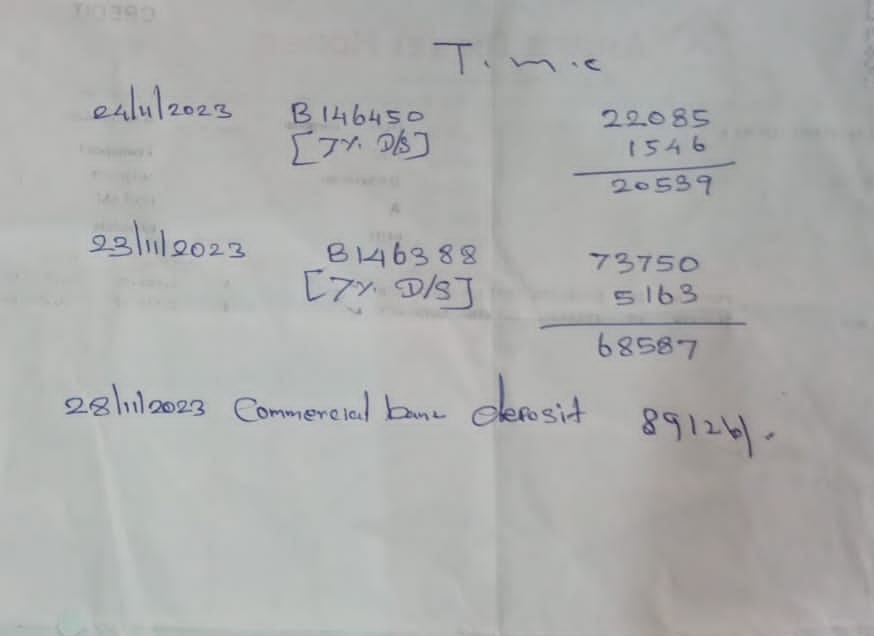 T.m.c
24/11/2023 B146450 22085
[7% D/S] 1546
20539
23/11/2023 B146388 73750
[7% D/S] 5163
68587
28/11/2023 Commercial bank deposit 89126/.